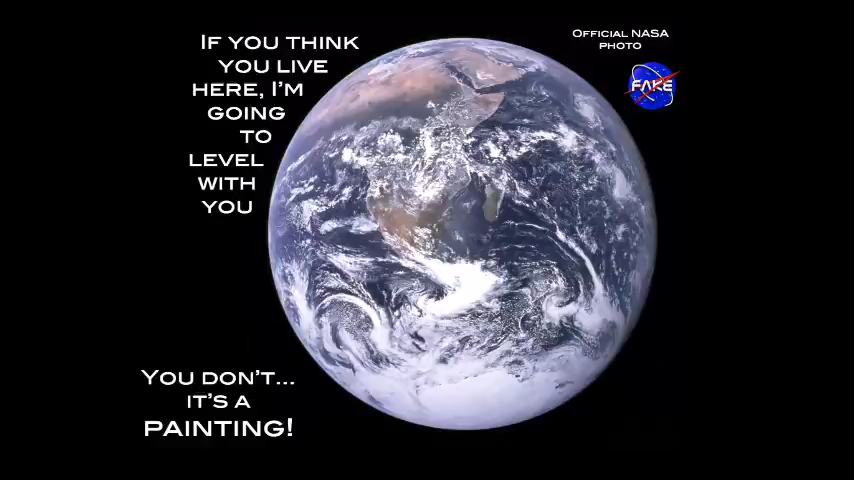 If you think
you live
here, I'm
going
to
level
with
you
Official NASA
photo
FAKE
You don't...
it's a
painting!